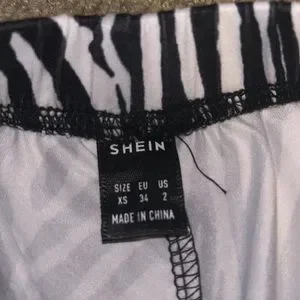 SHEIN
SIZE EU US
XS 34 2
MADE IN CHINA